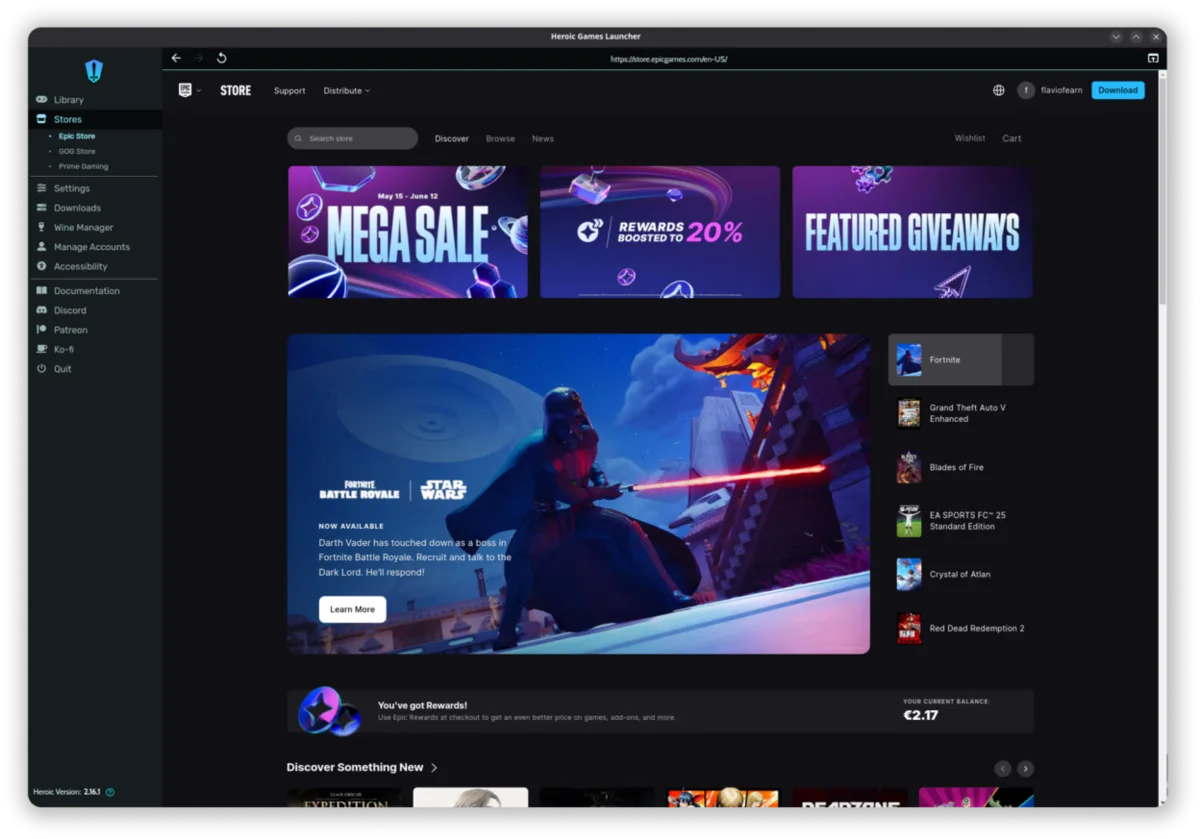 Heroic Games Launcher
https://store.epicgames.com/en-US/
Library
Stores
Epic Store
GOG Store
Prime Gaming
Settings
Downloads
Wine Manager
Manage Accounts
Accessibility
Documentation
Discord
Patreon
Ko-fi
Quit
Heroic Version: 2.16.1
EPIC
STORE
Support
Distribute
f
flaviofearn
Download
Search store
Discover
Browse
News
Wishlist
Cart
May 15 - June 12
MEGA SALE
REWARDS
BOOSTED TO 20%
FEATURED GIVEAWAYS
FORTNITE
BATTLE ROYALE
STAR
WARS
NOW AVAILABLE
Darth Vader has touched down as a boss in
Fortnite Battle Royale. Recruit and talk to the
Dark Lord. He'll respond!
Learn More
Fortnite
Grand Theft Auto V
Enhanced
Blades of Fire
EA SPORTS FC™ 25
Standard Edition
Crystal of Atlan
Red Dead Redemption 2
You've got Rewards!
Use Epic Rewards at checkout to get an even better price on games, add-ons, and more.
YOUR CURRENT BALANCE:
€2.17
Discover Something New
CLAIR OBSCUR
EXPEDITION
DEADZONE